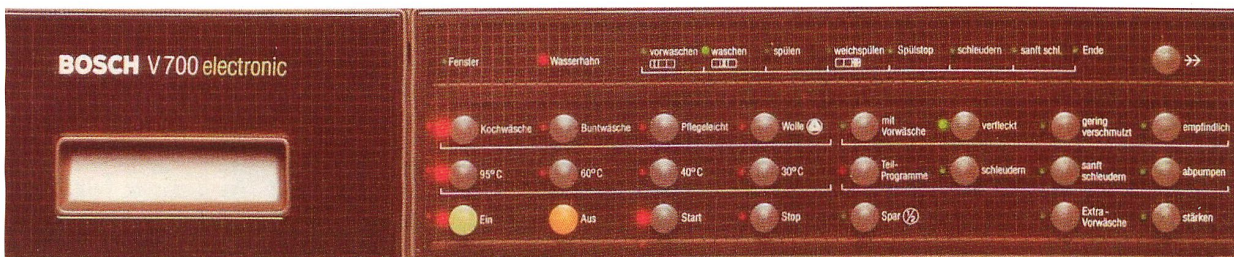 BOSCH V700 electronic
Fenster
Wasserhahn
vorwaschen waschen spülen weichspülen Spülstop schleudern sanft schl. Ende
Kochwäsche Buntwäsche Pflegeleicht Wolle
mit
Vorwäsche
verfleckt
gering
verschmutzt
empfindlich
95°C 60°C 40°C 30°C
Teil-
Programme
schleudern
sanft
schleudern
abpumpen
Ein Aus Start Stop Spar ½
Extra-
Vorwäsche
stärken